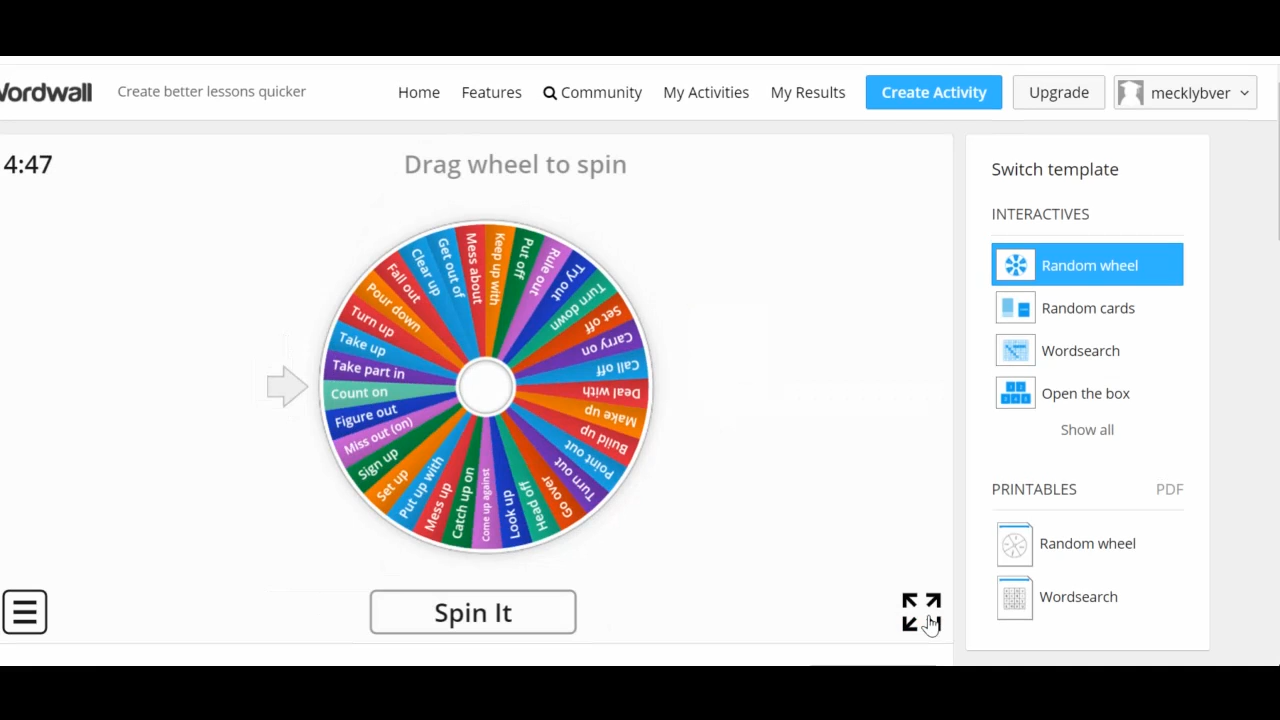 Wordwall
Create better lessons quicker
Home
Features
Community
My Activities
My Results
Create Activity
Upgrade
mecklybver
4:47
Drag wheel to spin
Keep up with
Put off
Rule out
Try out
Turn down
Set off
Carry on
Call off
Deal with
Make up
Build up
Point out
Turn out
Go over
Head off
Look up
Come up against
Catch up on
Mess up
Put up with
Set up
Sign up
Miss out (on)
Figure out
Count on
Take part in
Take up
Turn up
Pour down
Fall out
Clear up
Get out of
Mess about
Spin It
Switch template
INTERACTIVES
Random wheel
Random cards
Wordsearch
Open the box
Show all
PRINTABLES PDF
Random wheel
Wordsearch